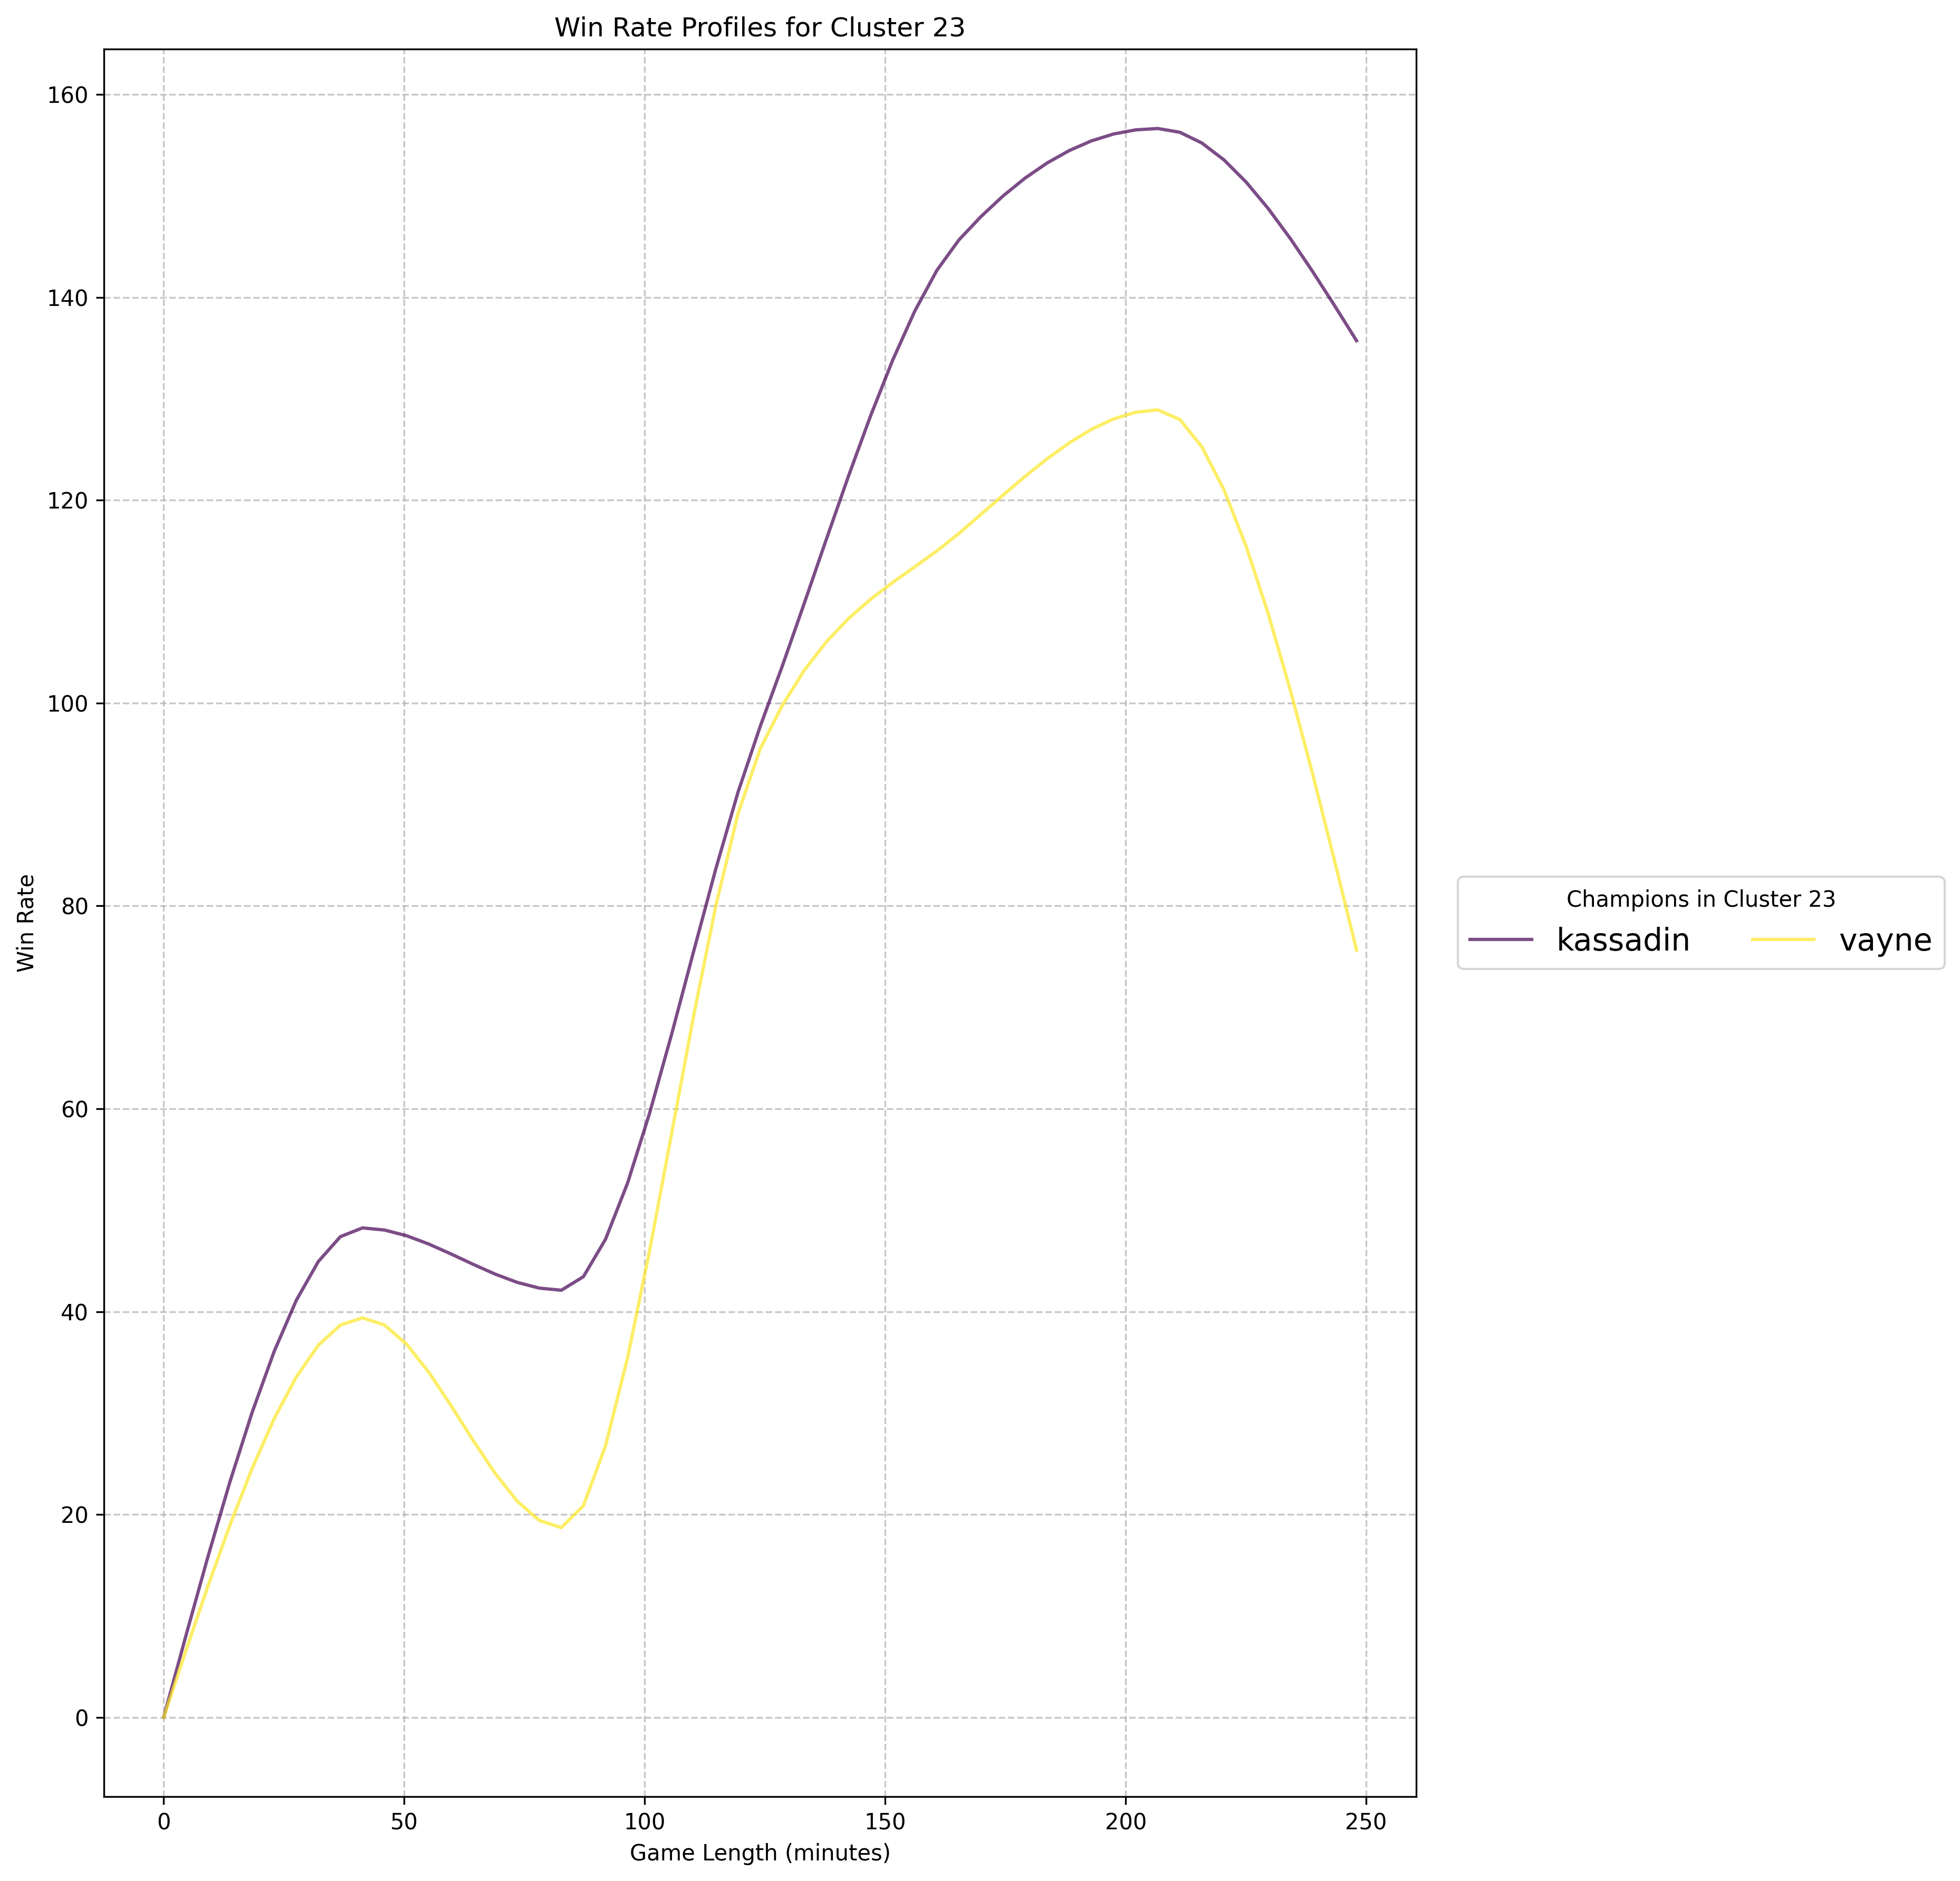 Win Rate Profiles for Cluster 23
160
140
120
100
80
60
40
20
0
Win Rate
0 50 100 150 200 250
Game Length (minutes)
Champions in Cluster 23
kassadin vayne